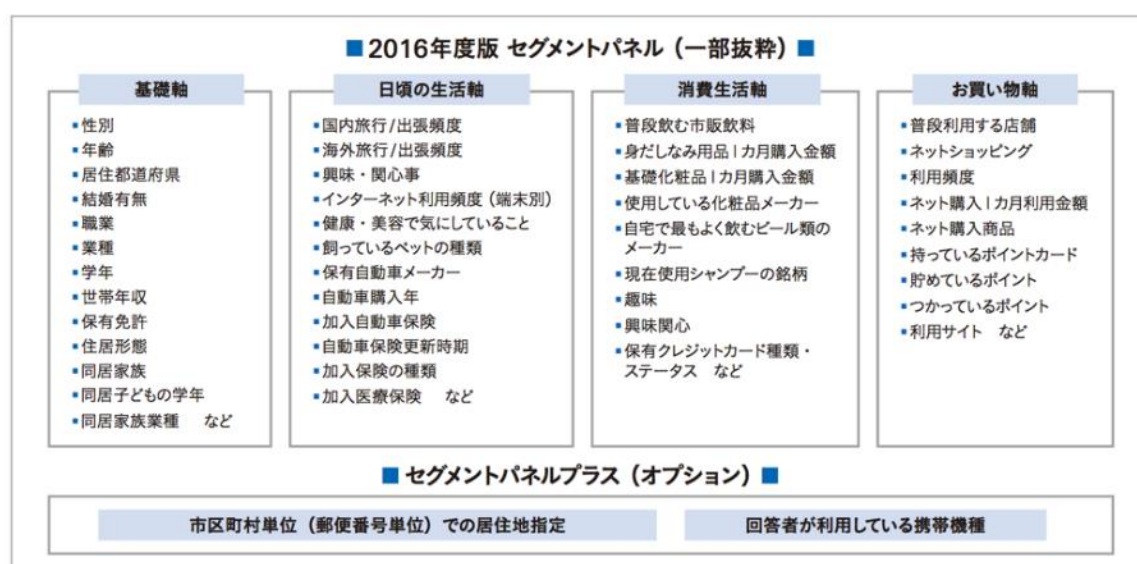 ■ 2016年度版 セグメントパネル（一部抜粋） ■
基礎軸
▪性別
▪年齢
▪居住都道府県
▪結婚有無
▪職業
▪業種
▪学年
▪世帯年収
▪保有免許
▪住居形態
▪同居家族
▪同居子どもの学年
▪同居家族業種 など
日頃の生活軸
▪国内旅行/出張頻度
▪海外旅行/出張頻度
▪興味・関心事
▪インターネット利用頻度（端末別）
▪健康・美容で気にしていること
▪飼っているペットの種類
▪保有自動車メーカー
▪自動車購入年
▪加入自動車保険
▪自動車保険更新時期
▪加入保険の種類
▪加入医療保険 など
消費生活軸
▪普段飲む市販飲料
▪身だしなみ用品1カ月購入金額
▪基礎化粧品1カ月購入金額
▪使用している化粧品メーカー
▪自宅で最もよく飲むビール類の
メーカー
▪現在使用シャンプーの銘柄
▪趣味
▪興味関心
▪保有クレジットカード種類・
ステータス など
お買い物軸
▪普段利用する店舗
▪ネットショッピング
▪利用頻度
▪ネット購入1カ月利用金額
▪ネット購入商品
▪持っているポイントカード
▪貯めているポイント
▪つかっているポイント
▪利用サイト など
■ セグメントパネルプラス（オプション） ■
市区町村単位（郵便番号単位）での居住地指定
回答者が利用している携帯機種